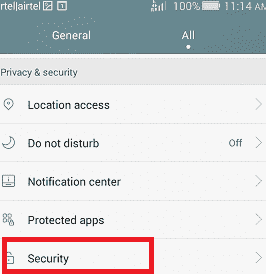 rtel|airtel 100% 11:14 AM
General All
Privacy & security
Location access
Do not disturb Off
Notification center
Protected apps
Security